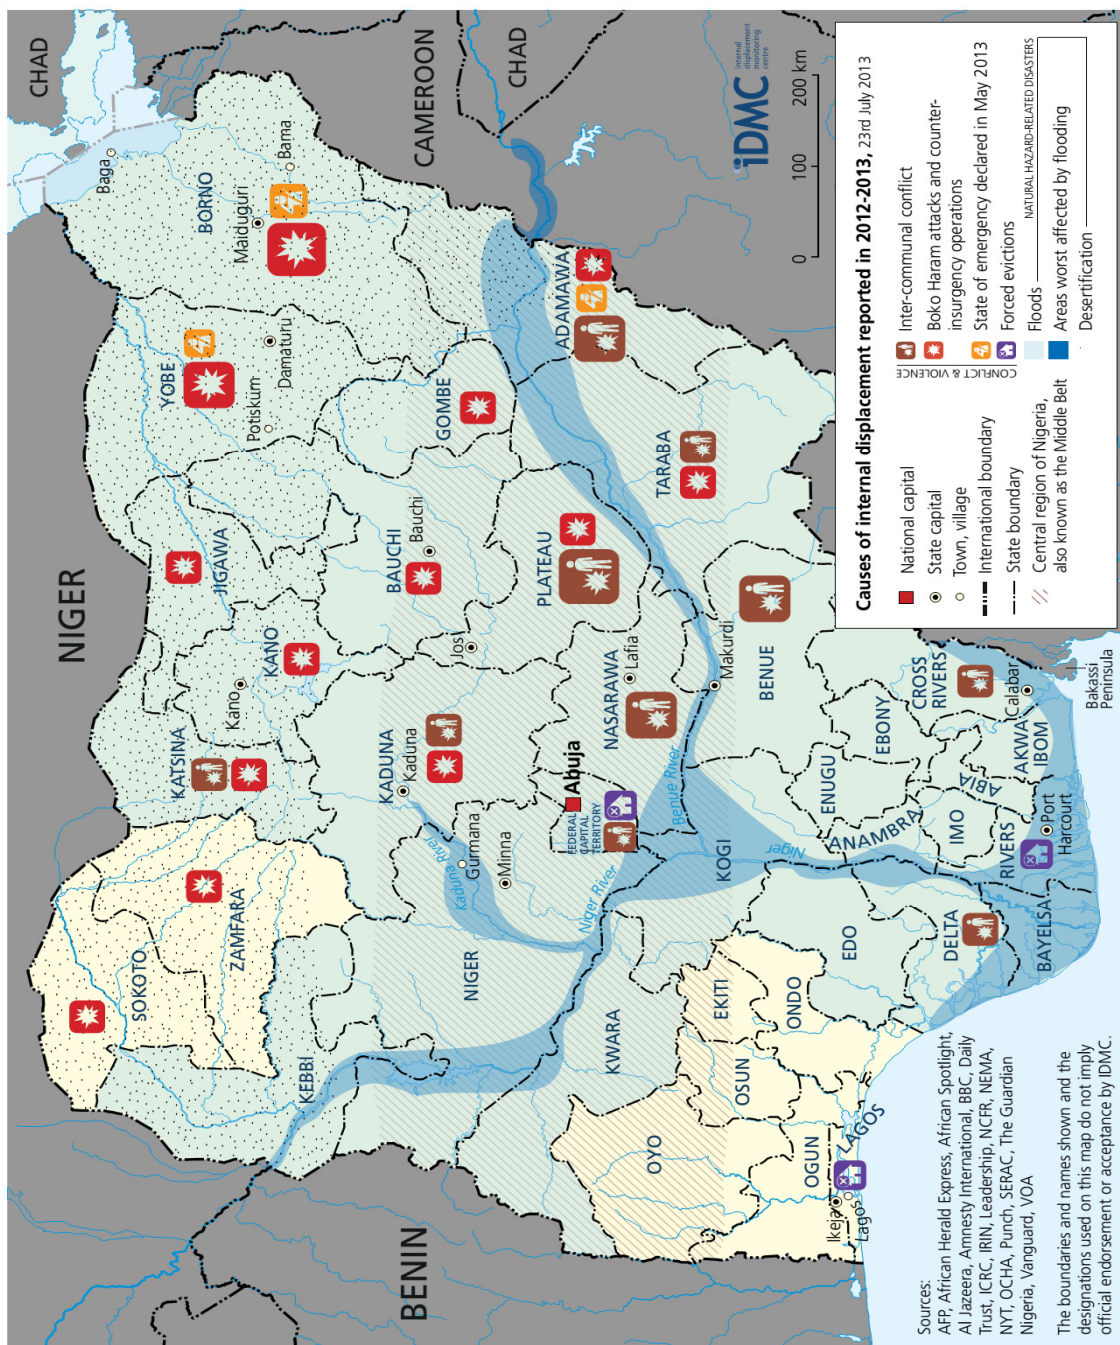 CHAD
NIGER
CAMEROON
CHAD
BENIN
Baga
BORNO
Maiduguri
Bama
YOBE
Damaturu
Potiskum
JIGAWA
KATSINA
Kano
KANO
SOKOTO
ZAMFARA
KEBBI
BAUCHI
Bauchi
GOMBE
ADAMAWA
KADUNA
Kaduna
Jos
PLATEAU
TARABA
Kaduna
River
Gurmana
Minna
NIGER
FEDERAL
CAPITAL
TERRITORY
Abuja
NASARAWA
Lafia
Niger River
Benue River
Makurdi
BENUE
KWARA
KOGI
Niger
OYO
OSUN
EKITI
ONDO
OGUN
Ikeja
Lagos
LAGOS
EDO
DELTA
BAYELSA
ANAMBRA
ENUGU
EBONY
CROSS
RIVERS
Calabar
IMO
ABIA
AKWA
IBOM
RIVERS
Port
Harcourt
Bakassi
Peninsula
iDMC
internal
displacement
monitoring
centre
0 100 200 km
Causes of internal displacement reported in 2012-2013, 23rd July 2013
National capital
State capital
Town, village
International boundary
State boundary
Central region of Nigeria,
also known as the Middle Belt
CONFLICT & VIOLENCE
Inter-communal conflict
Boko Haram attacks and counter-
insurgency operations
State of emergency declared in May 2013
Forced evictions
NATURAL HAZARD-RELATED DISASTERS
Floods
Areas worst affected by flooding
Desertification
Sources:
AFP, African Herald Express, African Spotlight,
Al Jazeera, Amnesty International, BBC, Daily
Trust, ICRC, IRIN, Leadership, NCFR, NEMA,
NYT, OCHA, Punch, SERAC, The Guardian
Nigeria, Vanguard, VOA
The boundaries and names shown and the
designations used on this map do not imply
official endorsement or acceptance by IDMC.